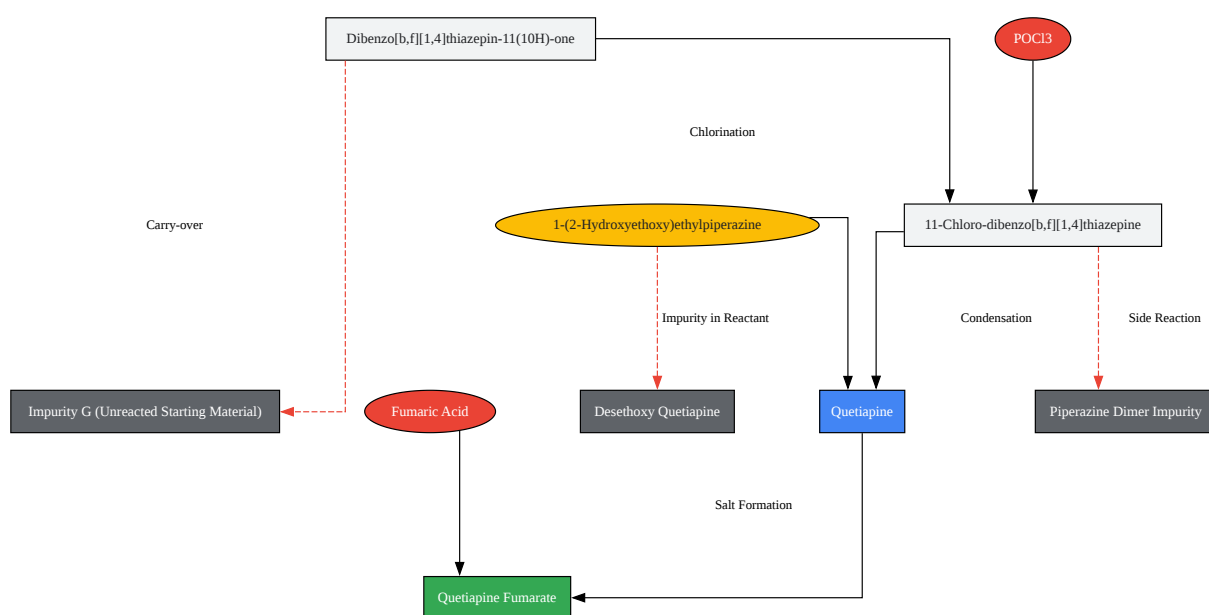 Dibenzo[b,f][1,4]thiazepin-11(10H)-one
POCl3
Chlorination
Carry-over
1-(2-Hydroxyethoxy)ethylpiperazine
11-Chloro-dibenzo[b,f][1,4]thiazepine
Impurity in Reactant
Condensation
Side Reaction
Impurity G (Unreacted Starting Material)
Fumaric Acid
Desethoxy Quetiapine
Quetiapine
Piperazine Dimer Impurity
Salt Formation
Quetiapine Fumarate